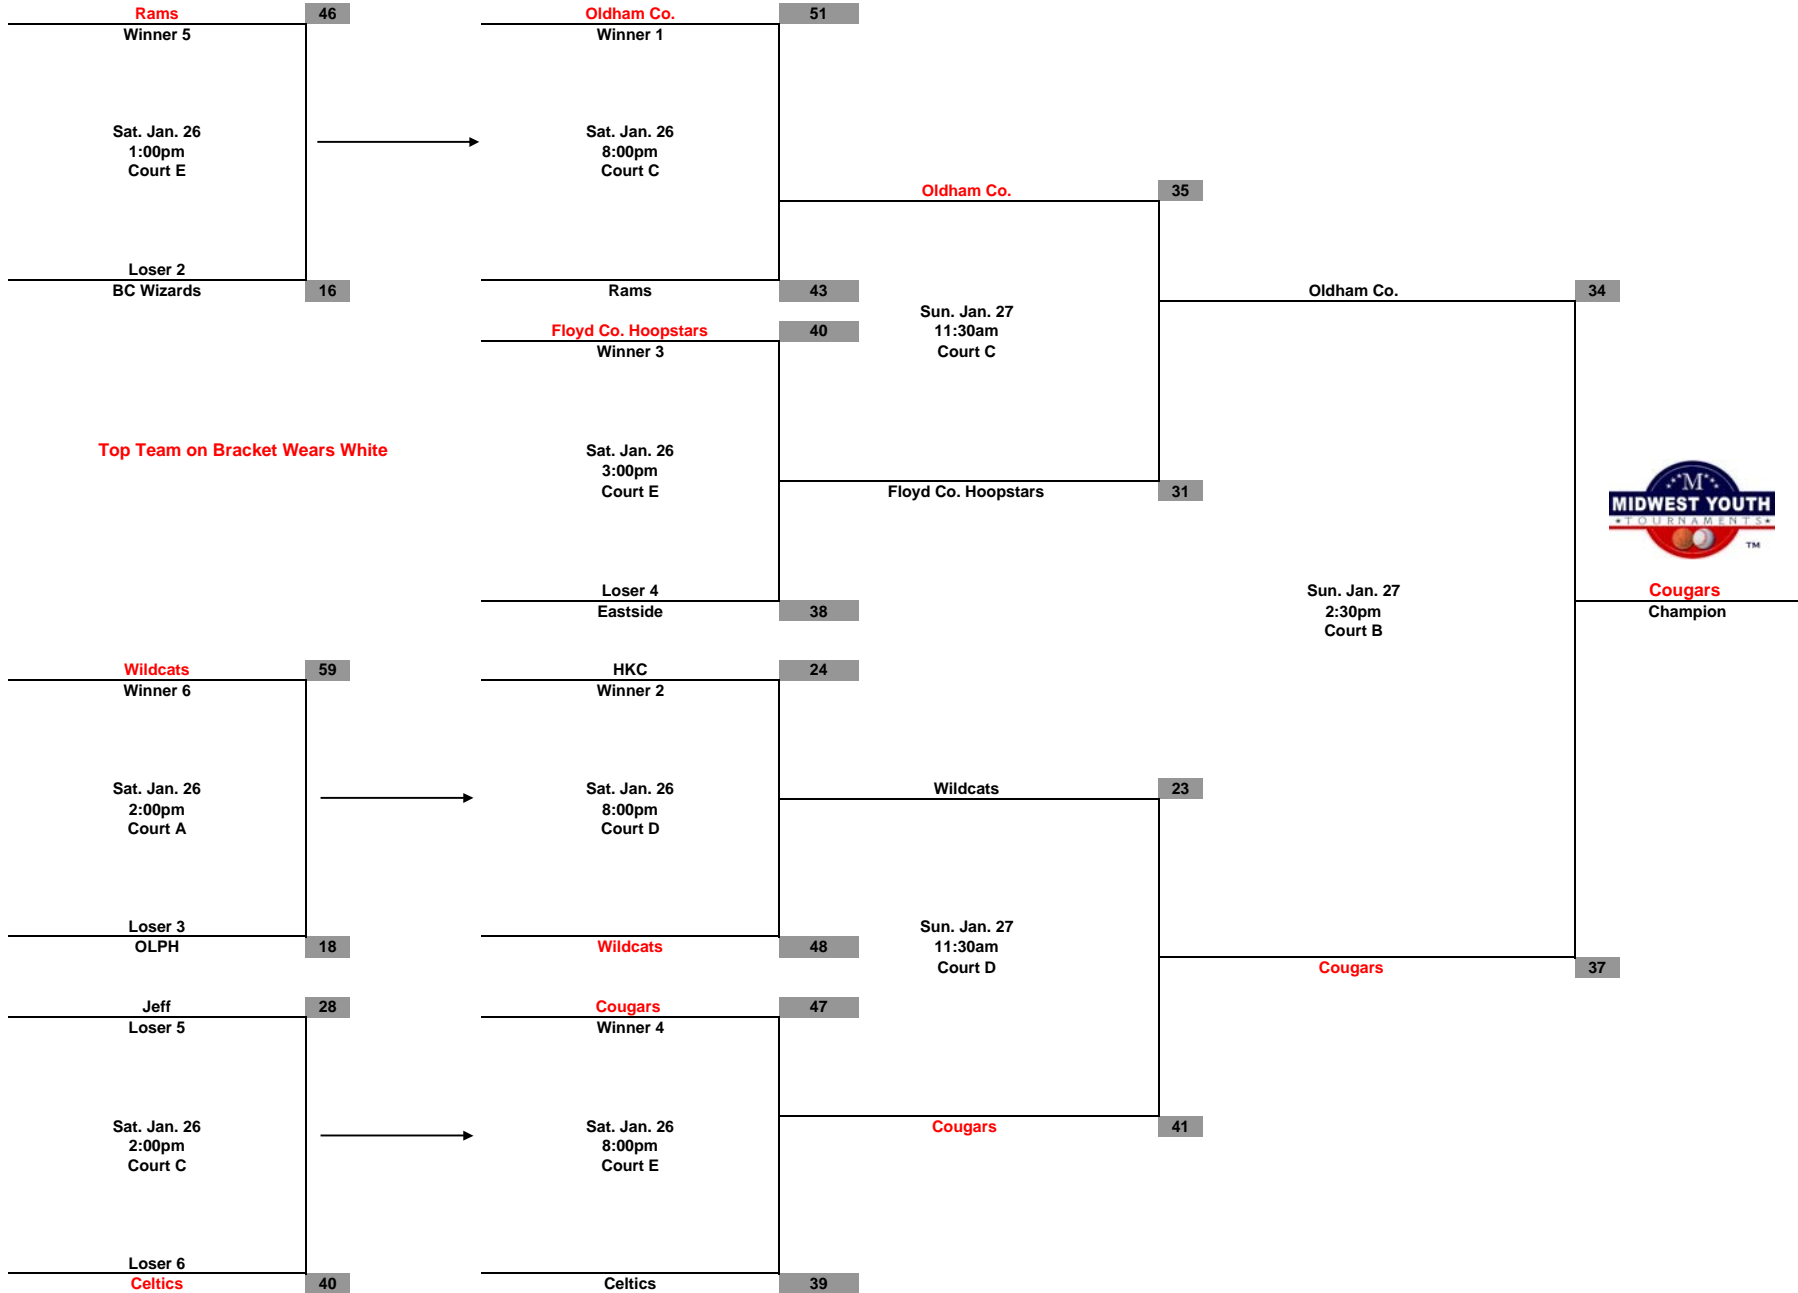 Rams 46 Oldham Co. 51
Winner 5 Winner 1
Sat. Jan. 26 Sat. Jan. 26
1:00pm 8:00pm
Court E Court C
Oldham Co. 35
Loser 2
BC Wizards 16 Rams 43 Oldham Co. 34
Sun. Jan. 27
Floyd Co. Hoopstars 40 11:30am
Winner 3 Court C
Top Team on Bracket Wears White Sat. Jan. 26
3:00pm
Court E Floyd Co. Hoopstars 31
M
MIDWEST YOUTH
TOURNAMENTS
TM
Loser 4 Sun. Jan. 27 Cougars
Eastside 38 2:30pm Champion
Court B
Wildcats 59 HKC 24
Winner 6 Winner 2
Sat. Jan. 26 Sat. Jan. 26 Wildcats 23
2:00pm 8:00pm
Court A Court D
Loser 3 Sun. Jan. 27
OLPH 18 Wildcats 48 11:30am
Court D Cougars 37
Jeff 28 Cougars 47
Loser 5 Winner 4
Sat. Jan. 26 Sat. Jan. 26 Cougars 41
2:00pm 8:00pm
Court C Court E
Loser 6
Celtics 40 Celtics 39